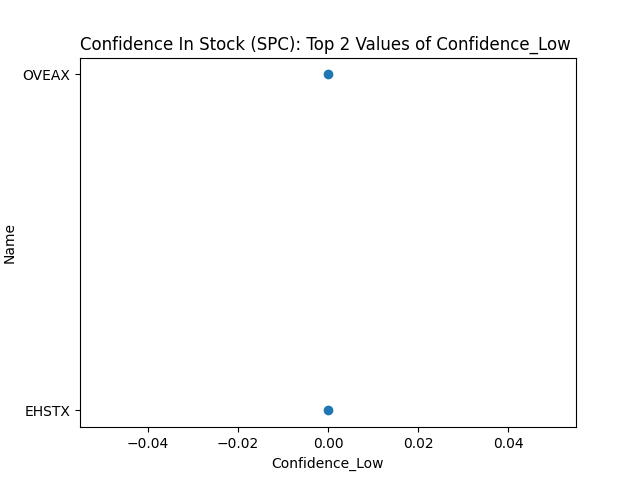 Confidence In Stock (SPC): Top 2 Values of Confidence_Low
OVEAX
Name
EHSTX
−0.04 −0.02 0.00 0.02 0.04
Confidence_Low